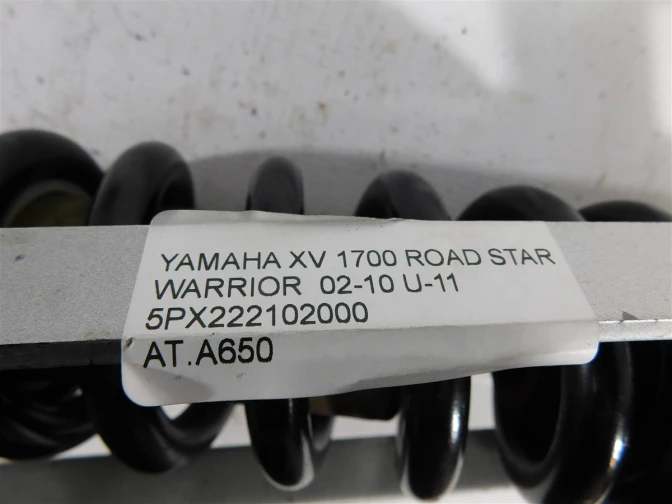 YAMAHA XV 1700 ROAD STAR
WARRIOR 02-10 U-11
5PX222102000
AT.A650